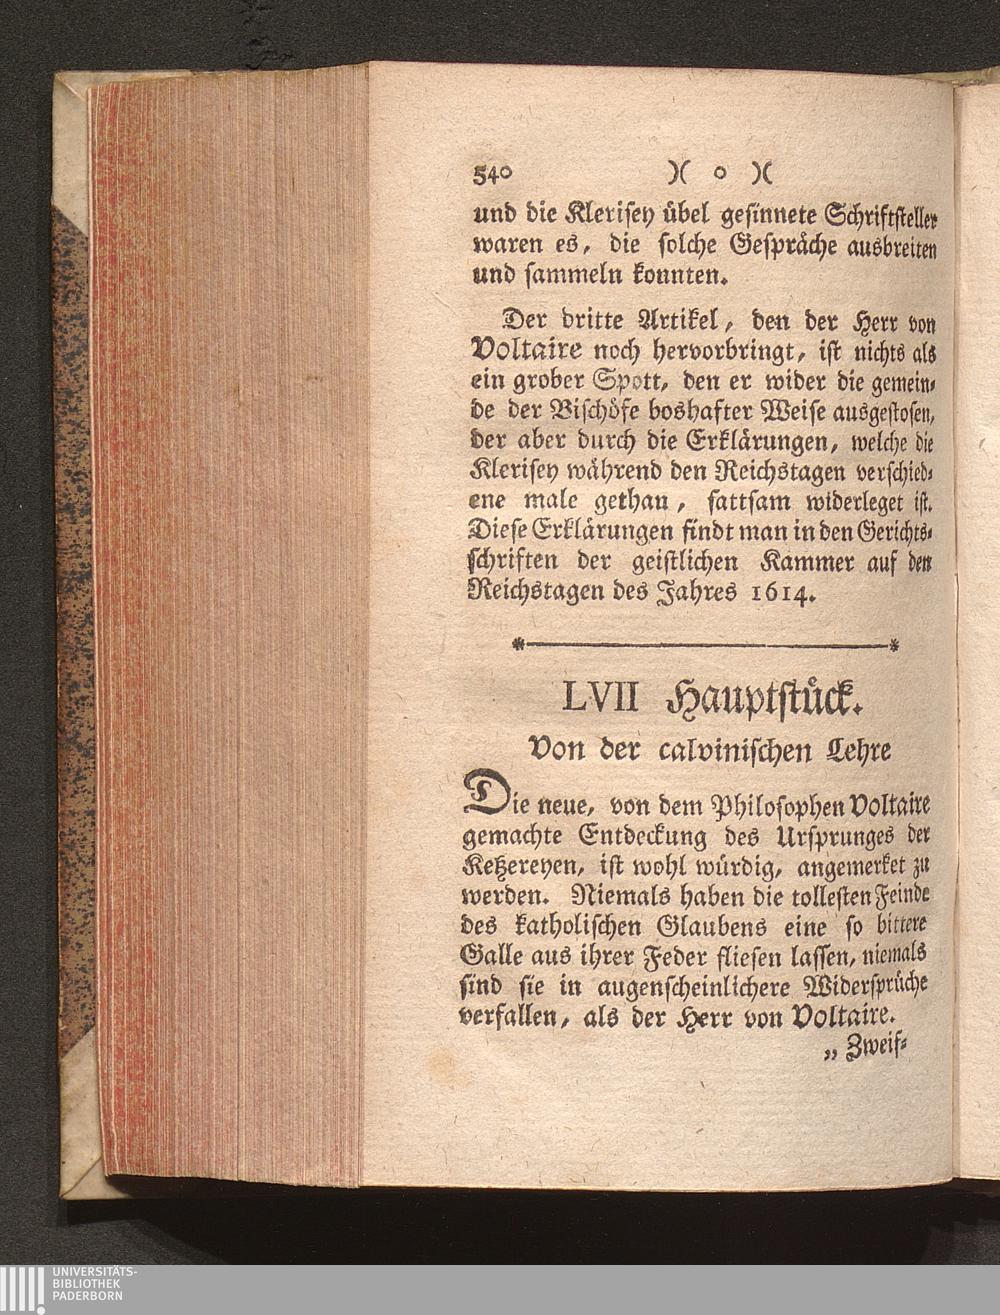 540 )( o )(
und die Klerisey übel gesinnete Schriftsteller
waren es, die solche Gespräche ausbreiten
und sammeln konnten.
Der dritte Artikel, den der Herr von
Voltaire noch hervorbringt, ist nichts als
ein grober Spott, den er wider die gemein⸗
de der Bischöfe boshafter Weise ausgestosen,
der aber durch die Erklärungen, welche die
Klerisey während den Reichstagen verschied⸗
ene male gethan, sattsam widerleget ist.
Diese Erklärungen findt man in den Gerichts⸗
schriften der geistlichen Kammer auf den
Reichstagen des Jahres 1614.
LVII Hauptstück.
Von der calvinischen Lehre
Die neue, von dem Philosophen Voltaire
gemachte Entdeckung des Ursprunges der
Ketzereyen, ist wohl würdig, angemerket zu
werden. Niemals haben die tollesten Feinde
des katholischen Glaubens eine so bittere
Galle aus ihrer Feder fliesen lassen, niemals
sind sie in augenscheinlichere Widersprüche
verfallen, als der Herr von Voltaire.
„ Zweif⸗
UNIVERSITÄTS-
BIBLIOTHEK
PADERBORN